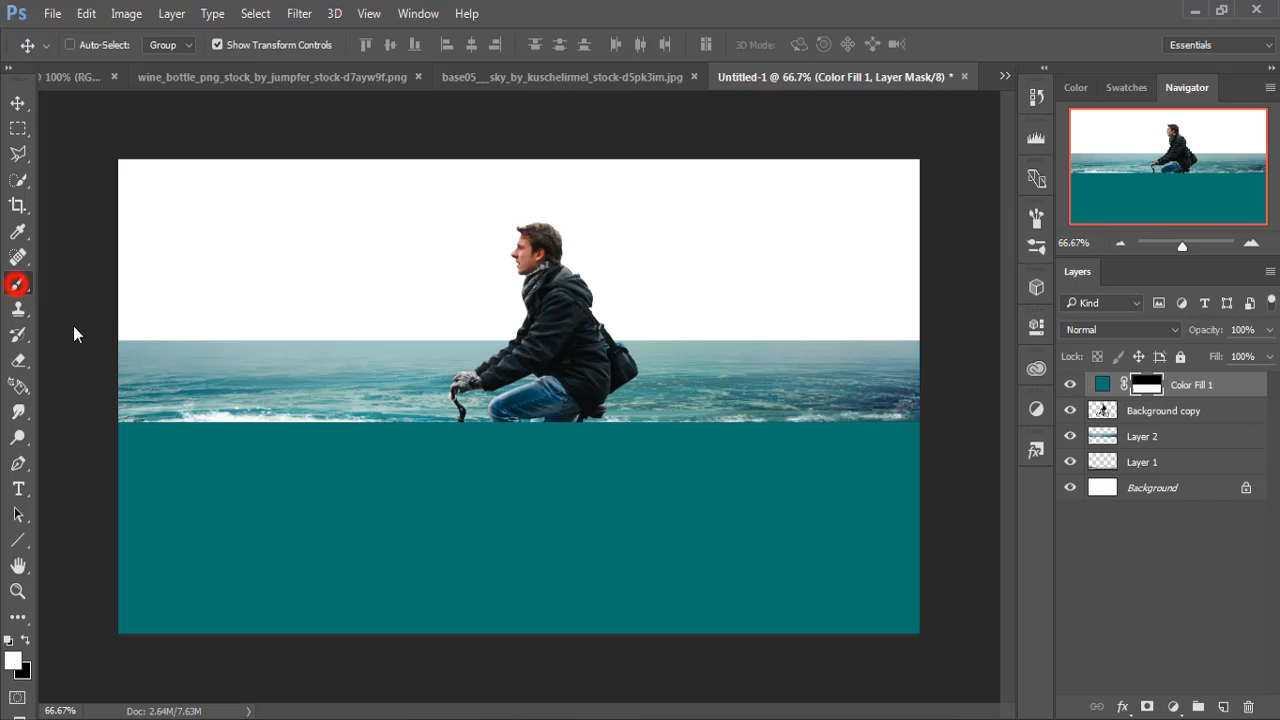 Ps File Edit Image Layer Type Select Filter 3D View Window Help
Auto-Select: Group Show Transform Controls 3D Mode: Essentials
100% (RG... wine_bottle_png_stock_by_jumpfer_stock-d7ayw9f.png base05___sky_by_kuschelirmel_stock-d5pk3im.jpg Untitled-1 @ 66.7% (Color Fill 1, Layer Mask/8) *
Color Swatches Navigator
66.67%
Layers
Kind
Normal Opacity: 100%
Lock: Fill: 100%
Color Fill 1
Background copy
Layer 2
Layer 1
Background
66.67% Doc: 2.64M/7.63M